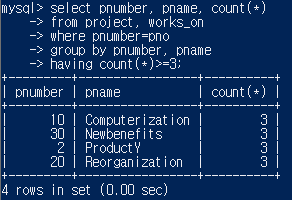 mysql> select pnumber, pname, count(*)
    -> from project, works_on
    -> where pnumber=pno
    -> group by pnumber, pname
    -> having count(*)>=3;
+---------+-----------------+----------+
| pnumber | pname           | count(*) |
+---------+-----------------+----------+
|      10 | Computerization |        3 |
|      30 | Newbenefits     |        3 |
|       2 | ProductY        |        3 |
|      20 | Reorganization  |        3 |
+---------+-----------------+----------+
4 rows in set (0.00 sec)